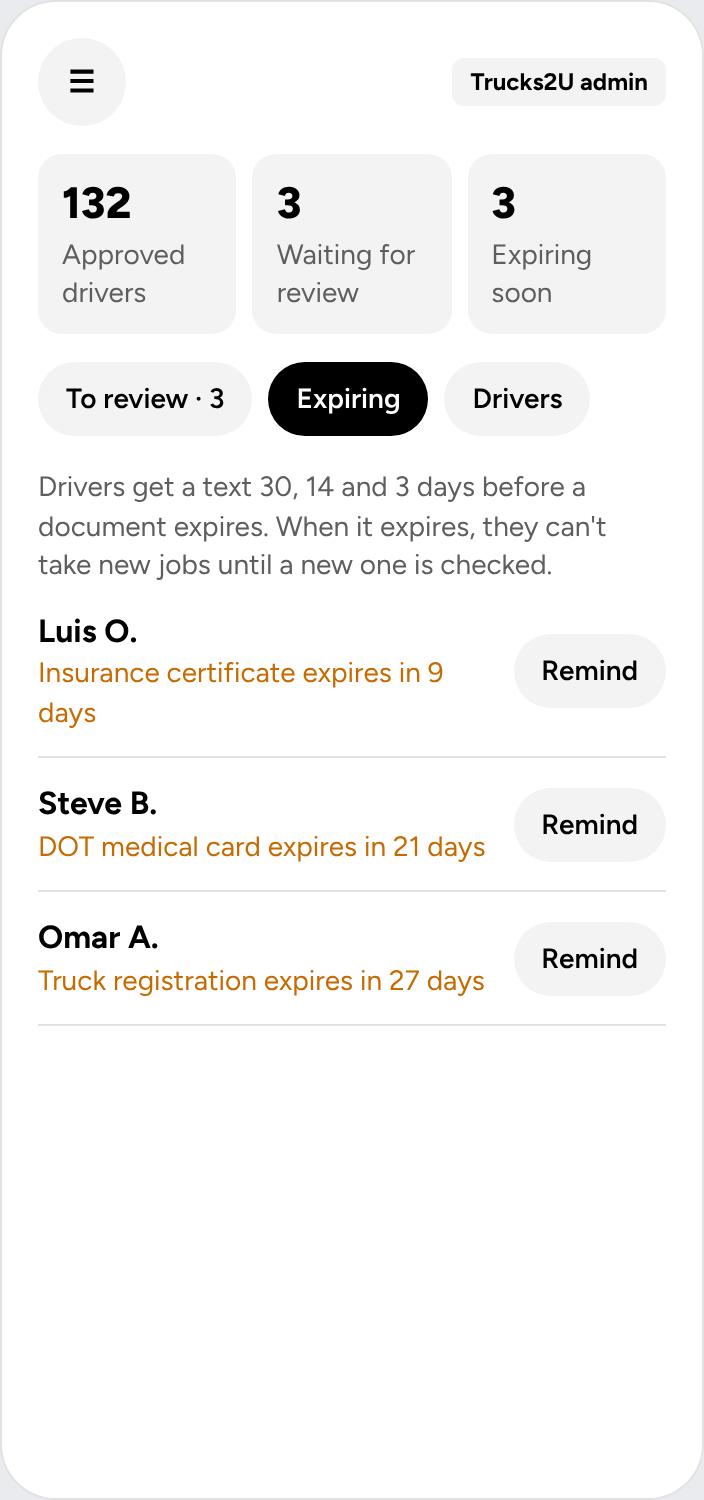 ☰
Trucks2U admin
132
Approved
drivers
3
Waiting for
review
3
Expiring
soon
To review · 3
Expiring
Drivers
Drivers get a text 30, 14 and 3 days before a
document expires. When it expires, they can't
take new jobs until a new one is checked.
Luis O.
Insurance certificate expires in 9
days
Remind
Steve B.
DOT medical card expires in 21 days
Remind
Omar A.
Truck registration expires in 27 days
Remind